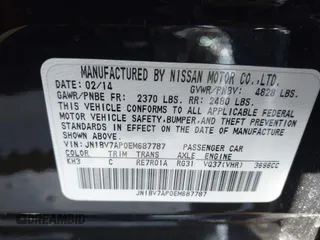 MANUFACTURED BY NISSAN MOTOR CO.,LTD.
DATE: 02/14 GVWR/PNBV: 4828 LBS.
GAWR/PNBE FR: 2370 LBS. RR: 2480 LBS.
THIS VEHICLE CONFORMS TO ALL APPLICABLE FEDERAL
MOTOR VEHICLE SAFETY, BUMPER, AND THEFT PREVENTION
STANDARDS IN EFFECT ON THE DATE OF MANUFACTURE
SHOWN ABOVE.
VIN: JN1BV7AP0EM687787 PASSENGER CAR
COLOR TRIM TRANS AXLE ENGINE
KH3 C RE7R01A RG31 VQ37(VHR) 3696CC
JN1BV7AP0EM687787
DREAMBID